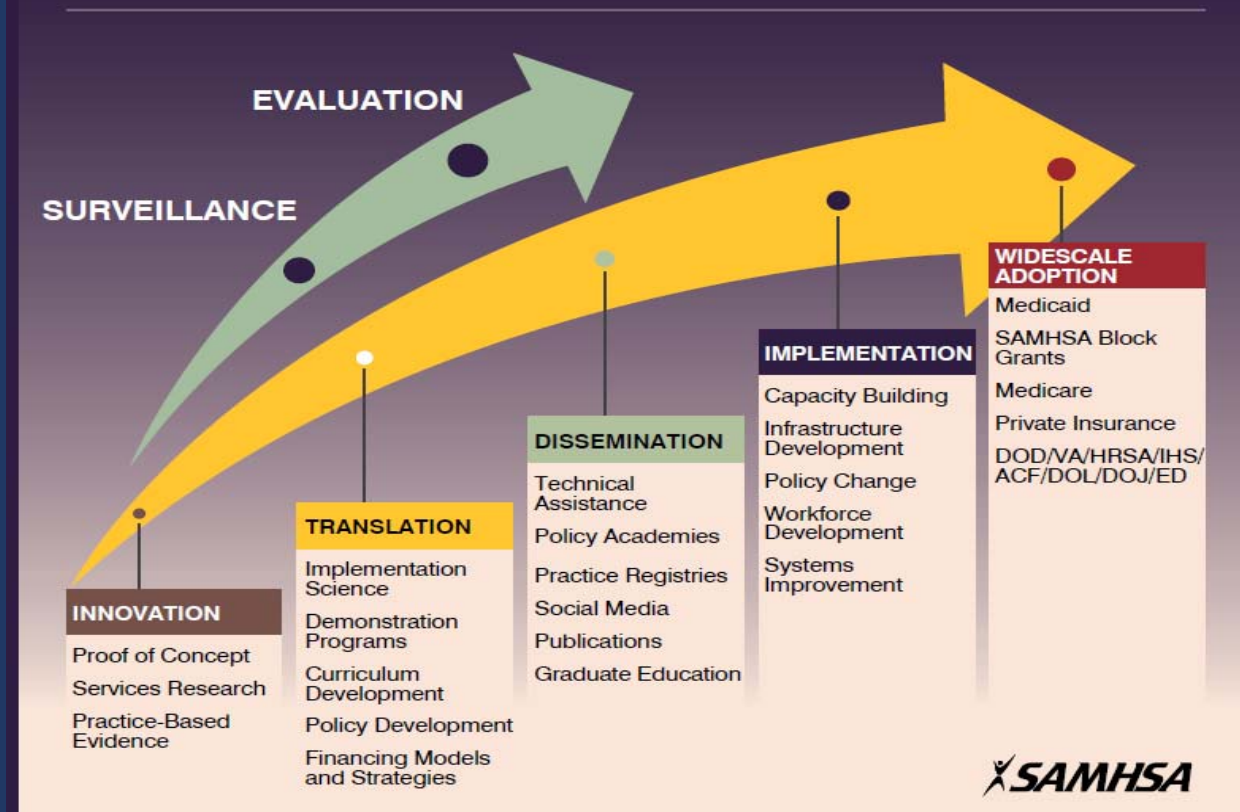 EVALUATION
SURVEILLANCE
INNOVATION
Proof of Concept
Services Research
Practice-Based
Evidence
TRANSLATION
Implementation
Science
Demonstration
Programs
Curriculum
Development
Policy Development
Financing Models
and Strategies
DISSEMINATION
Technical
Assistance
Policy Academies
Practice Registries
Social Media
Publications
Graduate Education
IMPLEMENTATION
Capacity Building
Infrastructure
Development
Policy Change
Workforce
Development
Systems
Improvement
WIDESCALE
ADOPTION
Medicaid
SAMHSA Block
Grants
Medicare
Private Insurance
DOD/VA/HRSA/IHS/
ACF/DOL/DOJ/ED
SAMHSA